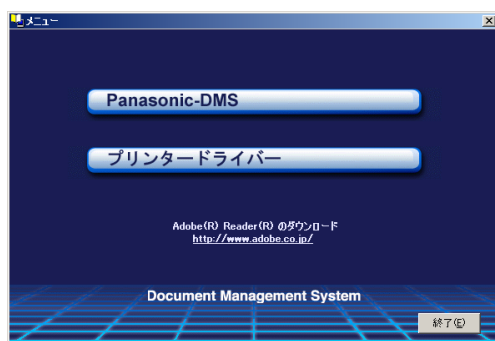 メニュー
Panasonic-DMS
プリンタードライバー
Adobe(R) Reader(R) のダウンロード
http://www.adobe.co.jp/
Document Management System
終了(E)